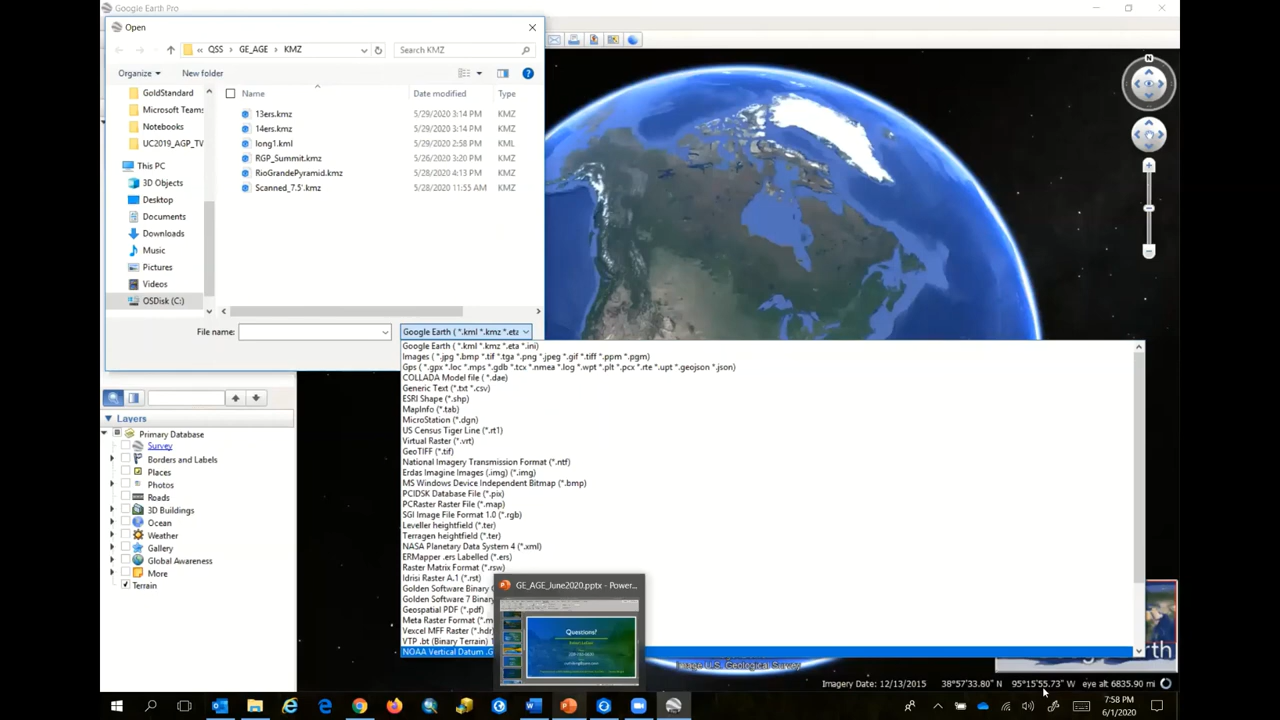 Google Earth Pro
Open
« QSS › GE_AGE › KMZ
Search KMZ
Organize
New folder
Name
Date modified
Type
GoldStandard
Microsoft Teams
Notebooks
UC2019_AGP_TV
This PC
3D Objects
Desktop
Documents
Downloads
Music
Pictures
Videos
OSDisk (C:)
13ers.kmz 5/29/2020 3:14 PM KMZ
14ers.kmz 5/29/2020 3:14 PM KMZ
long1.kml 5/29/2020 2:58 PM KML
RGP_Summit.kmz 5/26/2020 3:20 PM KMZ
RioGrandePyramid.kmz 5/28/2020 4:13 PM KMZ
Scanned_7.5'.kmz 5/28/2020 11:55 AM KMZ
File name:
Google Earth ( *.kml *.kmz *.eta
Google Earth ( *.kml *.kmz *.eta *.ini)
Images ( *.jpg *.bmp *.tif *.tga *.png *.jpeg *.gif *.tiff *.ppm *.pgm)
Gps ( *.gpx *.loc *.mps *.gdb *.tcx *.nmea *.log *.wpt *.plt *.pcx *.rte *.upt *.geojson *.json)
COLLADA Model file ( *.dae)
Generic Text (*.txt *.csv)
ESRI Shape (*.shp)
MapInfo (*.tab)
MicroStation (*.dgn)
US Census Tiger Line (*.rt1)
Virtual Raster (*.vrt)
GeoTIFF (*.tif)
National Imagery Transmission Format (*.ntf)
Erdas Imagine Images (.img) (*.img)
MS Windows Device Independent Bitmap (*.bmp)
PCIDSK Database File (*.pix)
PCRaster Raster File (*.map)
SGI Image File Format 1.0 (*.rgb)
Leveller heightfield (*.ter)
Terragen heightfield (*.ter)
NASA Planetary Data System 4 (*.xml)
ERMapper .ers Labelled (*.ers)
Raster Matrix Format (*.rsw)
Idrisi Raster A.1 (*.rst)
Golden Software Binary
Golden Software 7 Binary
Geospatial PDF (*.pdf)
Meta Raster Format (*.m
Vexcel MFF Raster (*.hdr)
VTP .bt (Binary Terrain) 1
NOAA Vertical Datum .G
GE_AGE_June2020.pptx - Power...
Questions?
Layers
Primary Database
Survey
Borders and Labels
Places
Photos
Roads
3D Buildings
Ocean
Weather
Gallery
Global Awareness
More
Terrain
N
Image U.S. Geological Survey
Imagery Date: 12/13/2015 38°57'33.80" N 95°15'55.73" W eye alt 6835.90 mi
7:58 PM
6/1/2020